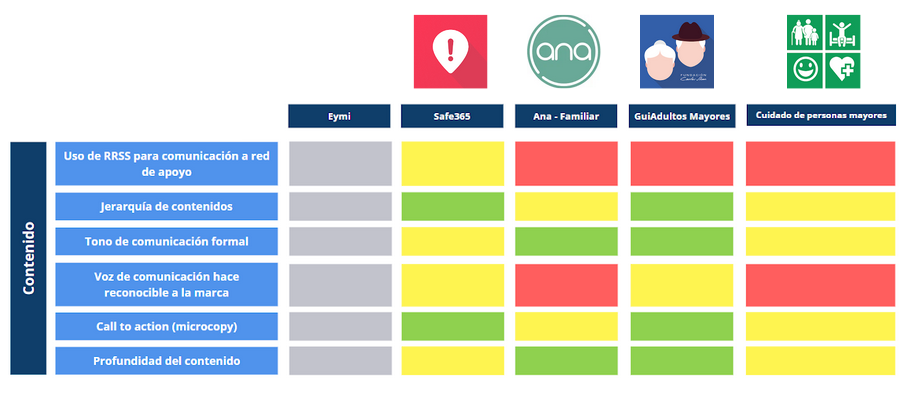 ana
FUNDACIÓN
Eymi
Safe365
Ana - Familiar
GuiAdultos Mayores
Cuidado de personas mayores
Contenido
Uso de RRSS para comunicación a red
de apoyo
Jerarquía de contenidos
Tono de comunicación formal
Voz de comunicación hace
reconocible a la marca
Call to action (microcopy)
Profundidad del contenido